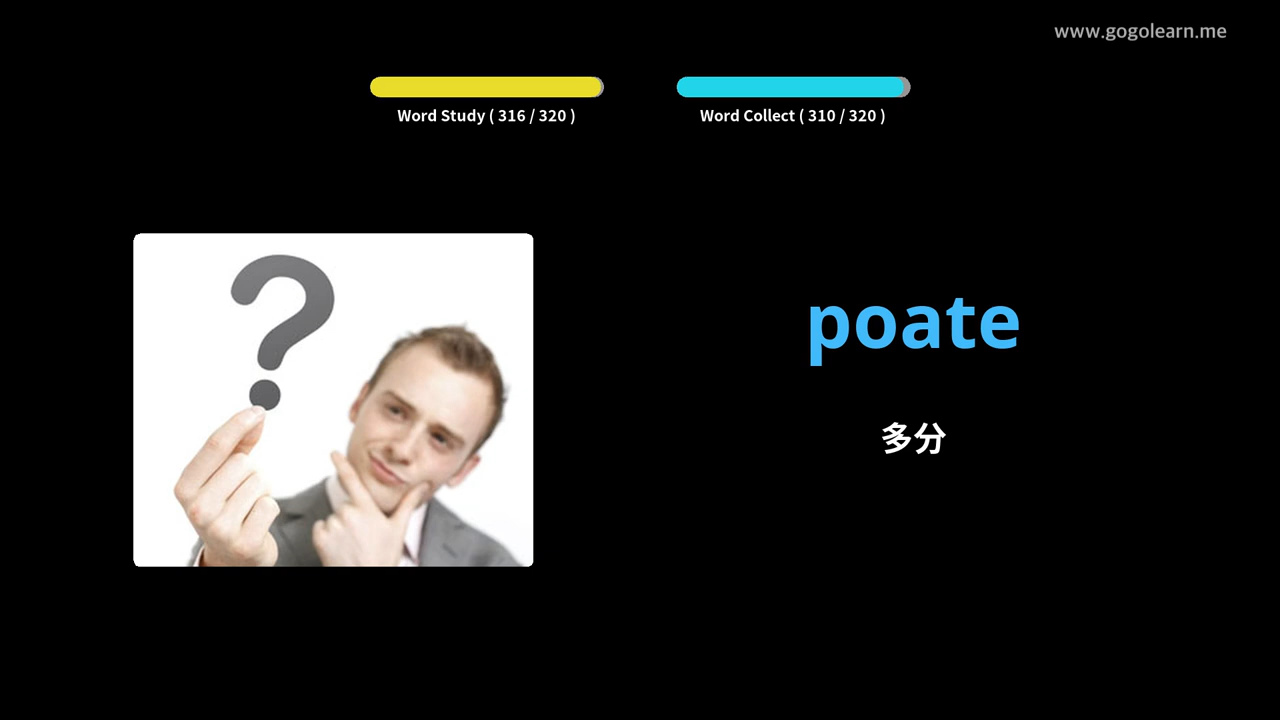 www.gogolearn.me
Word Study ( 316 / 320 )
Word Collect ( 310 / 320 )
?
poate
多分